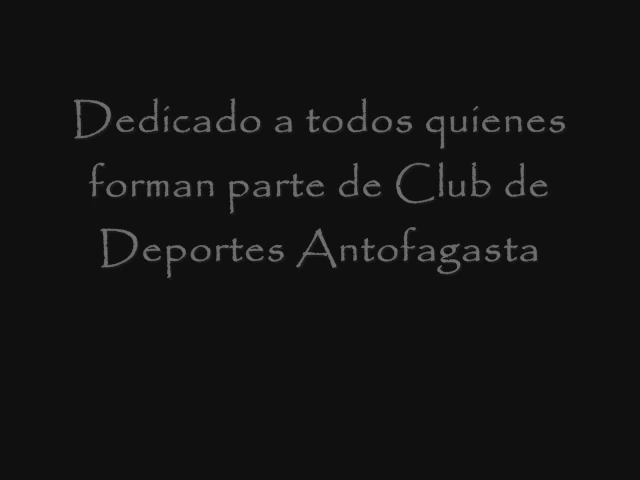 Dedicado a todos quienes
forman parte de Club de
Deportes Antofagasta